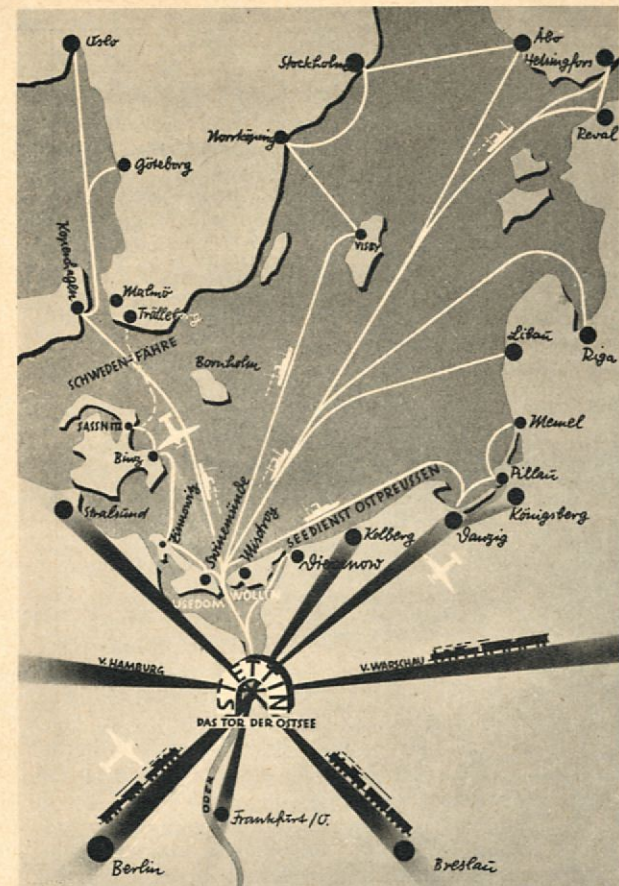 Oslo
Stockholm
Åbo
Helsingfors
Reval
Norrköping
Göteborg
VISBY
Kopenhagen
Malmö
Trälleborg
SCHWEDEN-FÄHRE
Bornholm
Libau
Riga
SASSNITZ
Binz
Memel
Pillau
Königsberg
Stralsund
Zinnowitz
Swinemünde
Misdroy
SEEDIENST OSTPREUSSEN
Dievenow
Kolberg
Danzig
USEDOM
WOLLIN
V. HAMBURG
V. WARSCHAU
STETTIN
DAS TOR DER OSTSEE
ODER
Frankfurt/O.
Berlin
Breslau